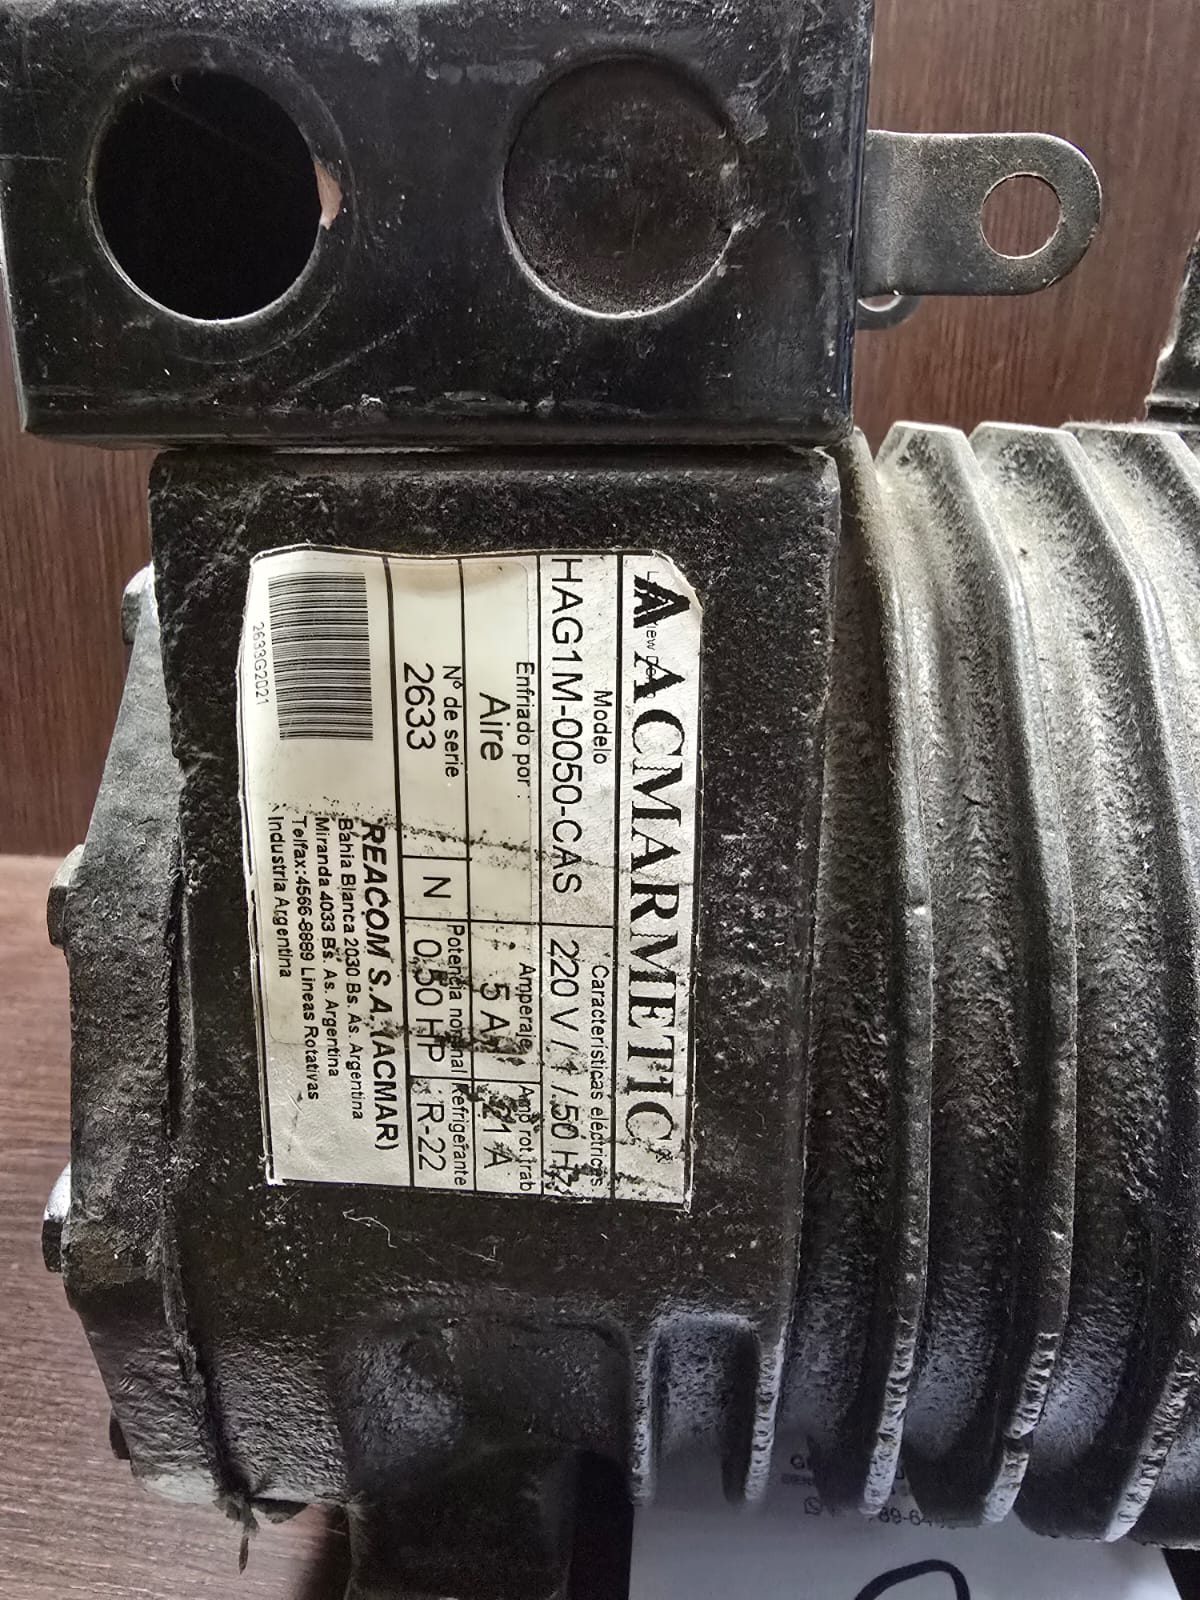 ACMARMETIC
Modelo
Características eléctricas
HAG1M-0050-CAS
220 V / 1 / 50 Hz
Enfriado por :
Amperaje
Amp rot. trab
Aire
5 A
21 A
Nº de serie
Potencia nominal
Refrigerante
2633
N
0,50 HP
R-22
REACOM S.A.(ACMAR)
Bahia Blanca 2030 Bs. As. Argentina
Miranda 4033 Bs. As. Argentina
Telfax:4566-8899 Lineas Rotativas
Industria Argentina
2633G2021